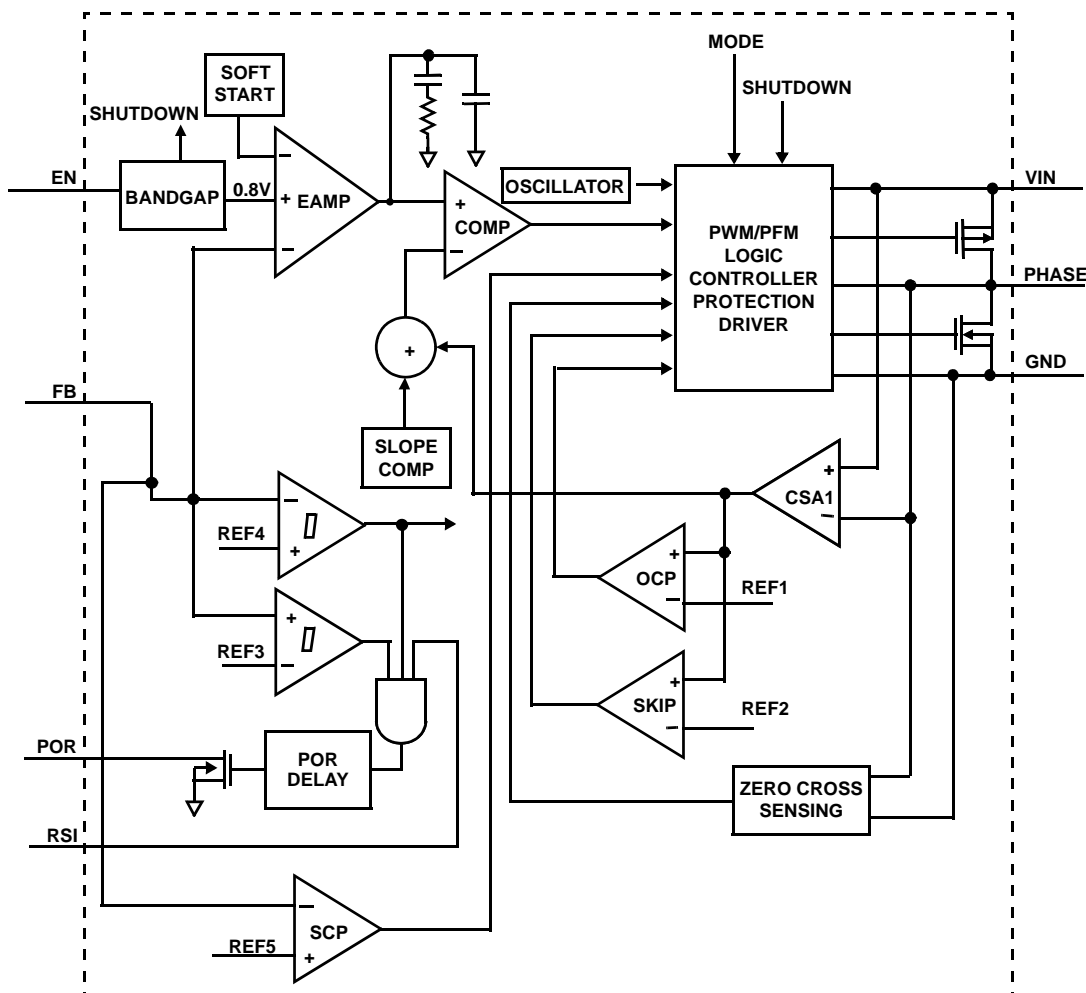 MODE
SOFT
START
SHUTDOWN
SHUTDOWN
EN
BANDGAP
0.8V
−
+
−
EAMP
+
−
COMP
OSCILLATOR
PWM/PFM
LOGIC
CONTROLLER
PROTECTION
DRIVER
VIN
PHASE
GND
+
FB
SLOPE
COMP
+
−
CSA1
−
+
REF4
+
−
REF3
+
−
OCP
REF1
+
−
SKIP
REF2
POR
POR
DELAY
ZERO CROSS
SENSING
RSI
−
+
SCP
REF5